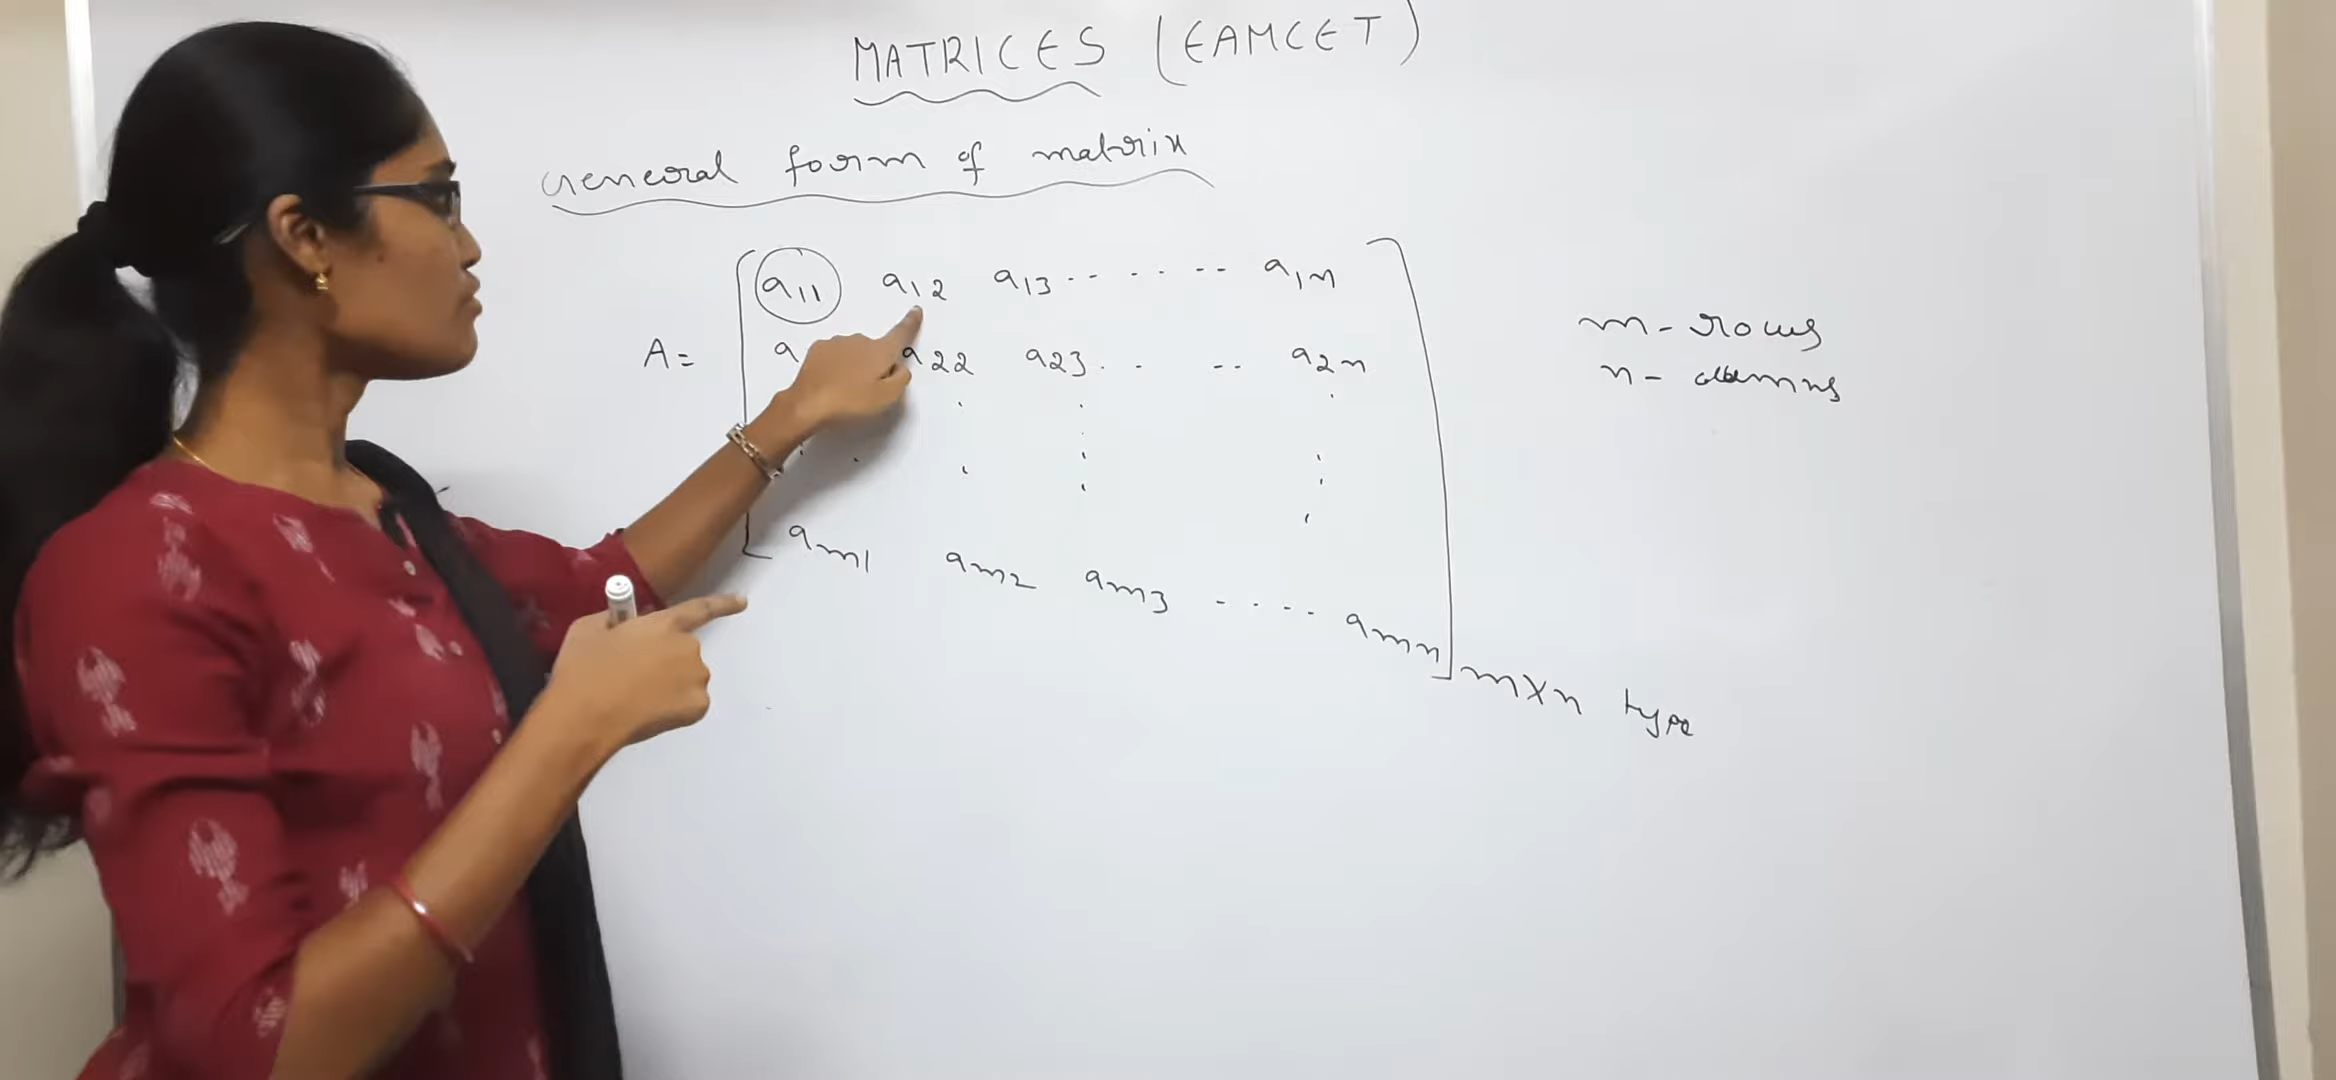 MATRICES (EAMCET)
General form of matrix
a11 a12 a13 -- - - -- a1n
A = a a22 a23 . . -- a2n
m - rows
n - columns
am1 am2 am3 - - - - amn
mxn type